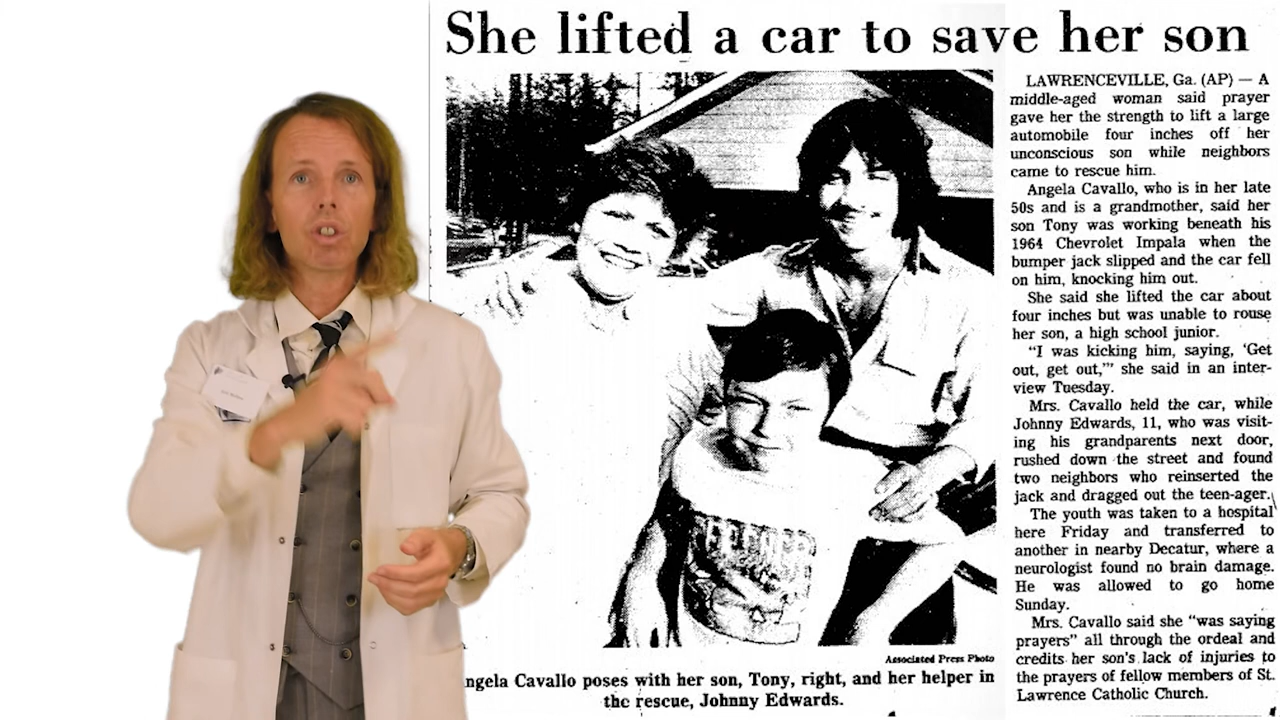 She lifted a car to save her son
LAWRENCEVILLE, Ga. (AP) — A
middle-aged woman said prayer
gave her the strength to lift a large
automobile four inches off her
unconscious son while neighbors
came to rescue him.
Angela Cavallo, who is in her late
50s and is a grandmother, said her
son Tony was working beneath his
1964 Chevrolet Impala when the
bumper jack slipped and the car fell
on him, knocking him out.
She said she lifted the car about
four inches but was unable to rouse
her son, a high school junior.
"I was kicking him, saying, 'Get
out, get out,'" she said in an inter-
view Tuesday.
Mrs. Cavallo held the car, while
Johnny Edwards, 11, who was visit-
ing his grandparents next door,
rushed down the street and found
two neighbors who reinserted the
jack and dragged out the teen-ager.
The youth was taken to a hospital
here Friday and transferred to
another in nearby Decatur, where a
neurologist found no brain damage.
He was allowed to go home
Sunday.
Mrs. Cavallo said she "was saying
prayers" all through the ordeal and
credits her son's lack of injuries to
the prayers of fellow members of St.
Lawrence Catholic Church.
Associated Press Photo
ngela Cavallo poses with her son, Tony, right, and her helper in
the rescue, Johnny Edwards.